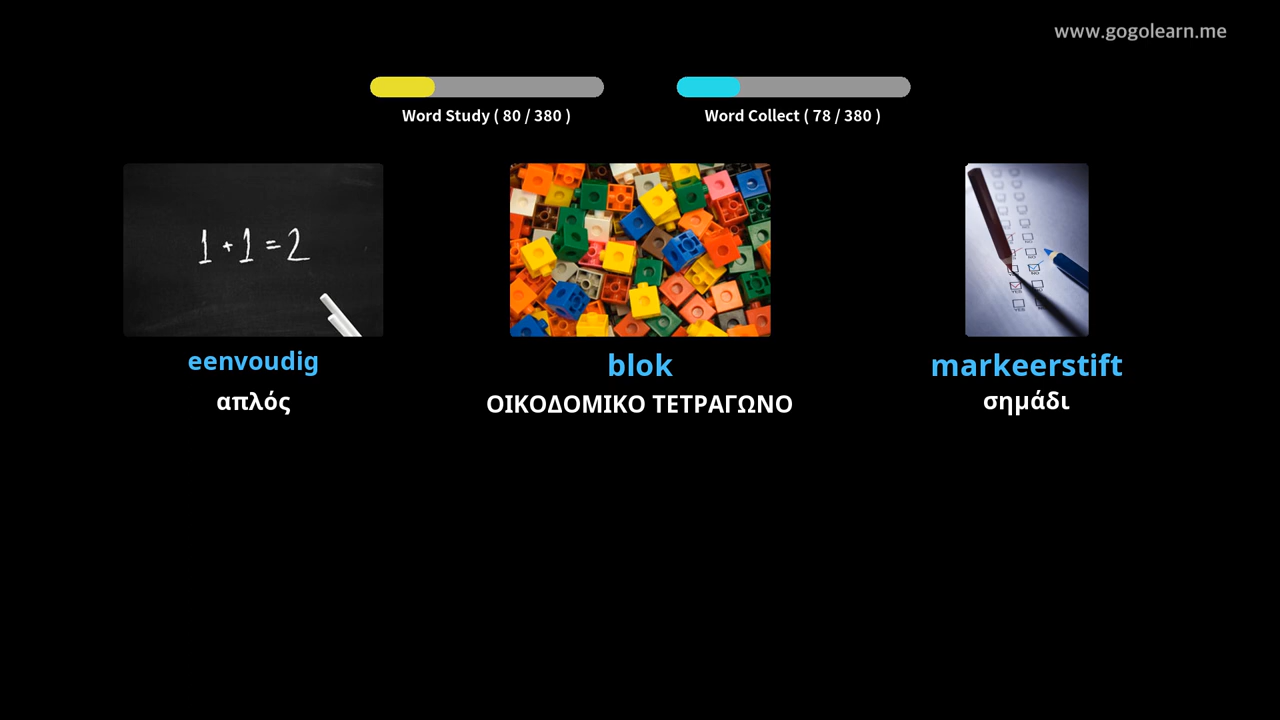 www.gogolearn.me
Word Study ( 80 / 380 )
Word Collect ( 78 / 380 )
1 + 1 = 2
eenvoudig
blok
markeerstift
απλός
ΟΙΚΟΔΟΜΙΚΟ ΤΕΤΡΑΓΩΝΟ
σημάδι